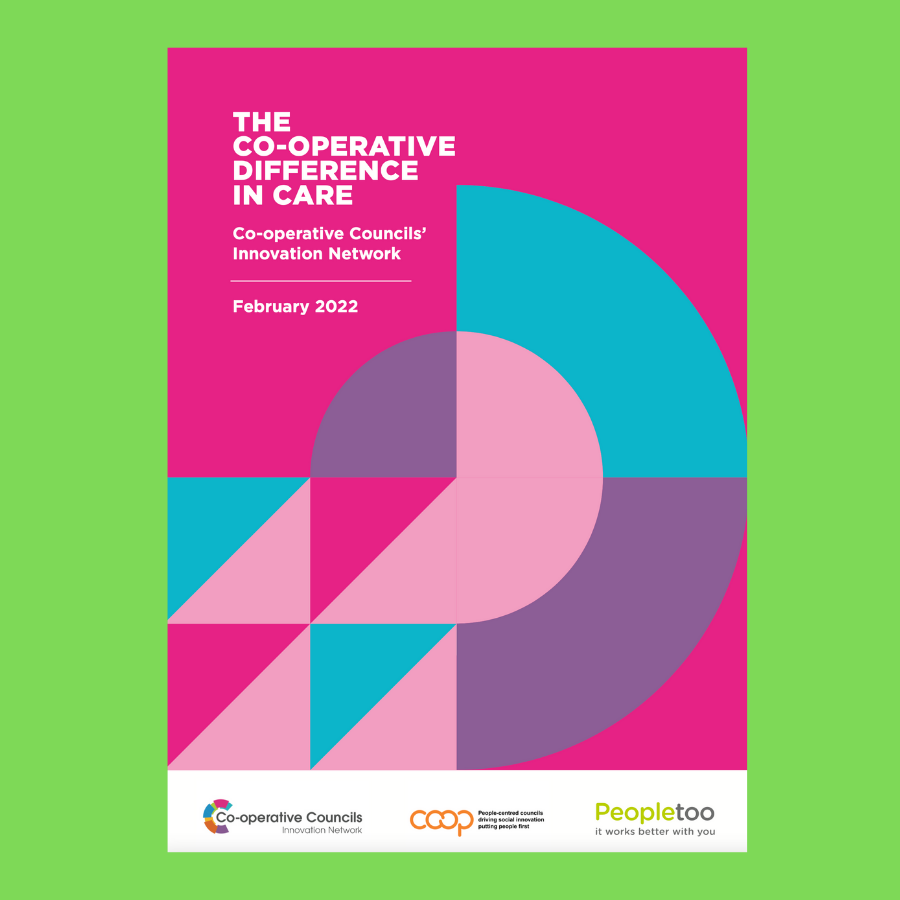 THE
CO-OPERATIVE
DIFFERENCE
IN CARE
Co-operative Councils’
Innovation Network
February 2022
Co-operative Councils
Innovation Network
coop
People-centred councils
driving social innovation
putting people first
Peopletoo
it works better with you